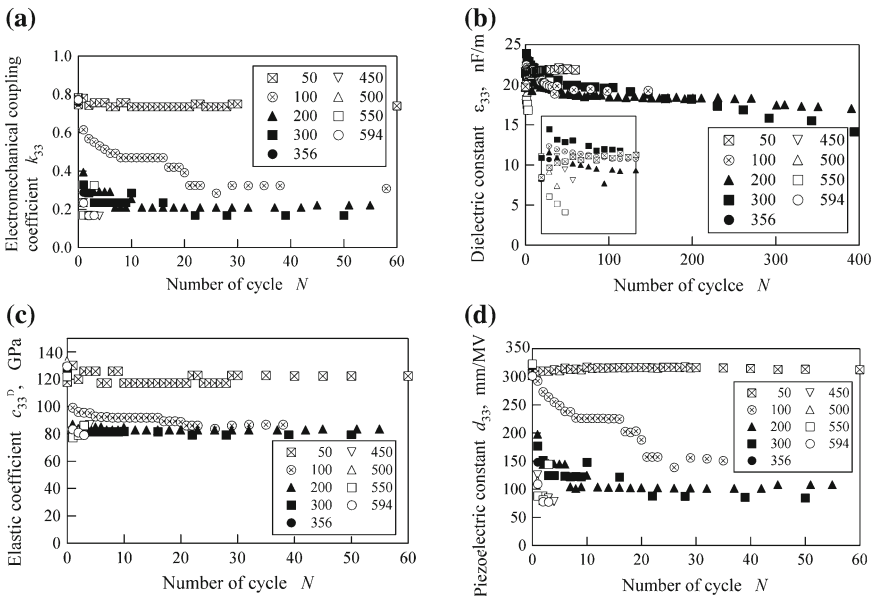 (a)
Electromechanical coupling
coefficient k33
1.0
0.8
0.6
0.4
0.2
0.0
0 10 20 30 40 50 60
Number of cycle N
50 450
100 500
200 550
300 594
356
(b)
Dielectric constant ε33, nF/m
25
20
15
10
5
0
0 100 200 300 400
Number of cyclce N
50 450
100 500
200 550
300 594
356
(c)
Elastic coefficient c33D, GPa
140
120
100
80
60
40
20
0
0 10 20 30 40 50 60
Number of cycle N
50 450
100 500
200 550
300 594
356
(d)
Piezoelectric constant d33, mm/MV
350
300
250
200
150
100
50
0
0 10 20 30 40 50 60
Number of cycle N
50 450
100 500
200 550
300 594
356